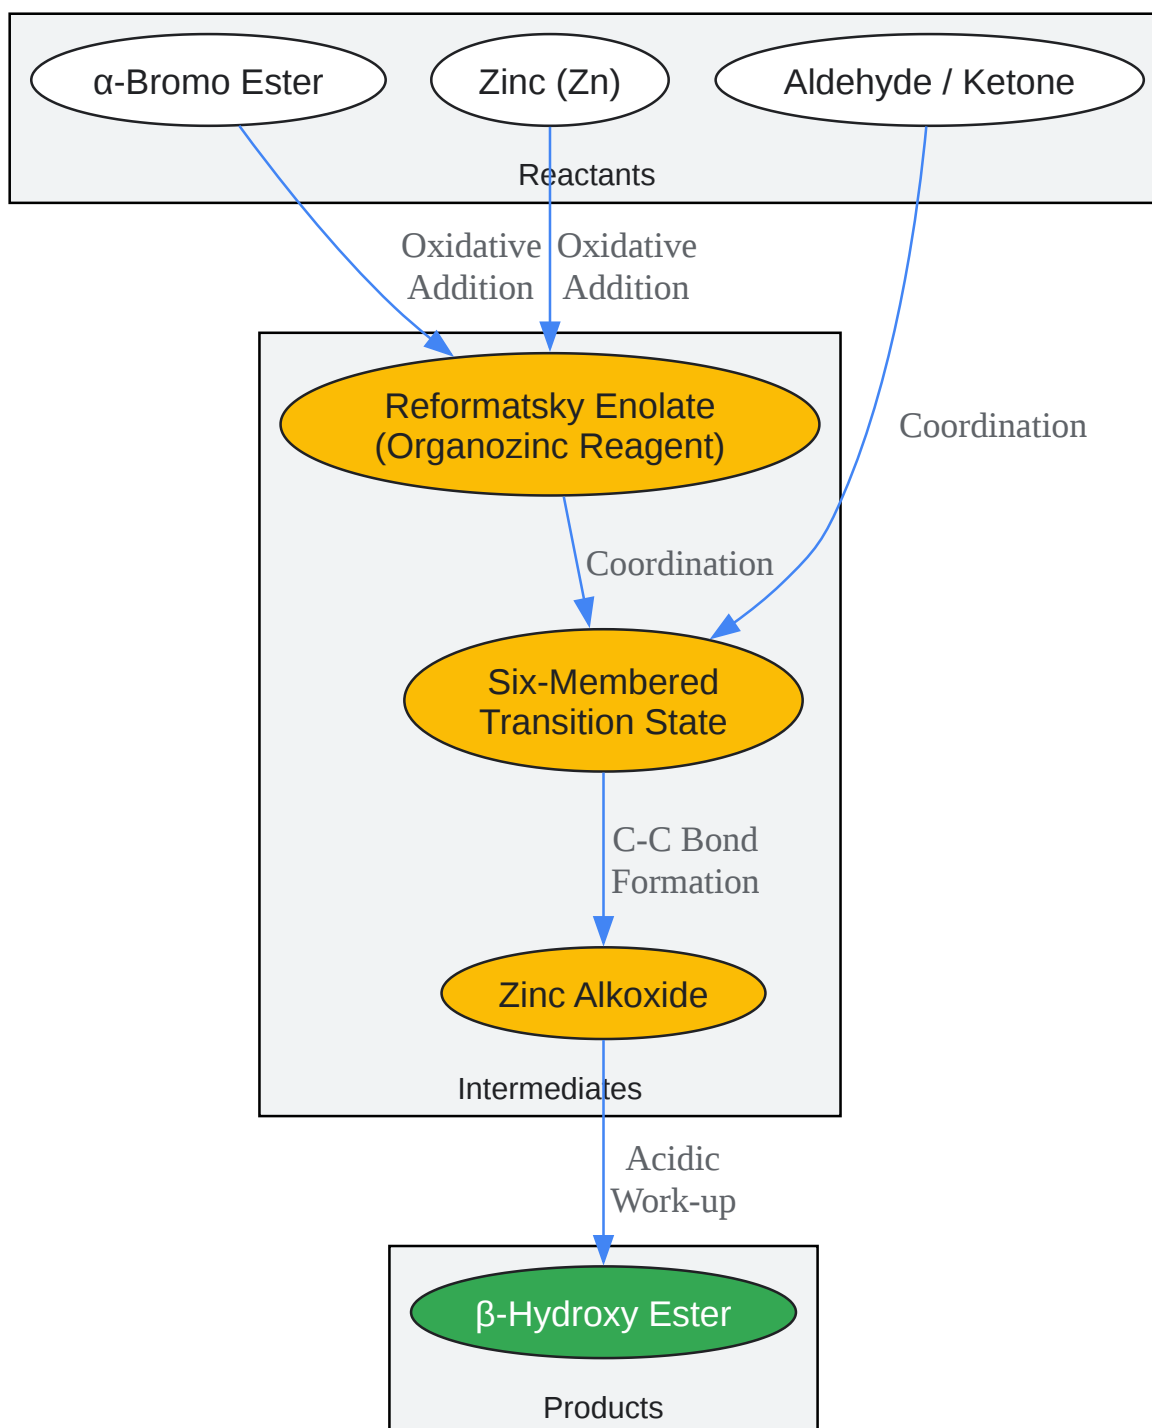 α-Bromo Ester
Zinc (Zn)
Aldehyde / Ketone
Reactants
Oxidative
Addition
Oxidative
Addition
Reformatsky Enolate
(Organozinc Reagent)
Coordination
Coordination
Six-Membered
Transition State
C-C Bond
Formation
Zinc Alkoxide
Intermediates
Acidic
Work-up
β-Hydroxy Ester
Products